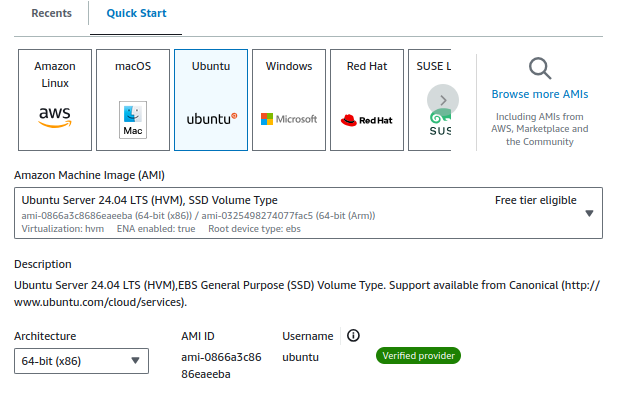 Recents
Quick Start
Amazon
Linux
aws
macOS
Mac
Ubuntu
ubuntu
Windows
Microsoft
Red Hat
Red Hat
SUSE L
SUS
Browse more AMIs
Including AMIs from
AWS, Marketplace and
the Community
Amazon Machine Image (AMI)
Ubuntu Server 24.04 LTS (HVM), SSD Volume Type
Free tier eligible
ami-0866a3c8686eaeeba (64-bit (x86)) / ami-0325498274077fac5 (64-bit (Arm))
Virtualization: hvm ENA enabled: true Root device type: ebs
Description
Ubuntu Server 24.04 LTS (HVM),EBS General Purpose (SSD) Volume Type. Support available from Canonical (http://
www.ubuntu.com/cloud/services).
Architecture
64-bit (x86)
AMI ID
ami-0866a3c86
86eaeeba
Username
ubuntu
Verified provider